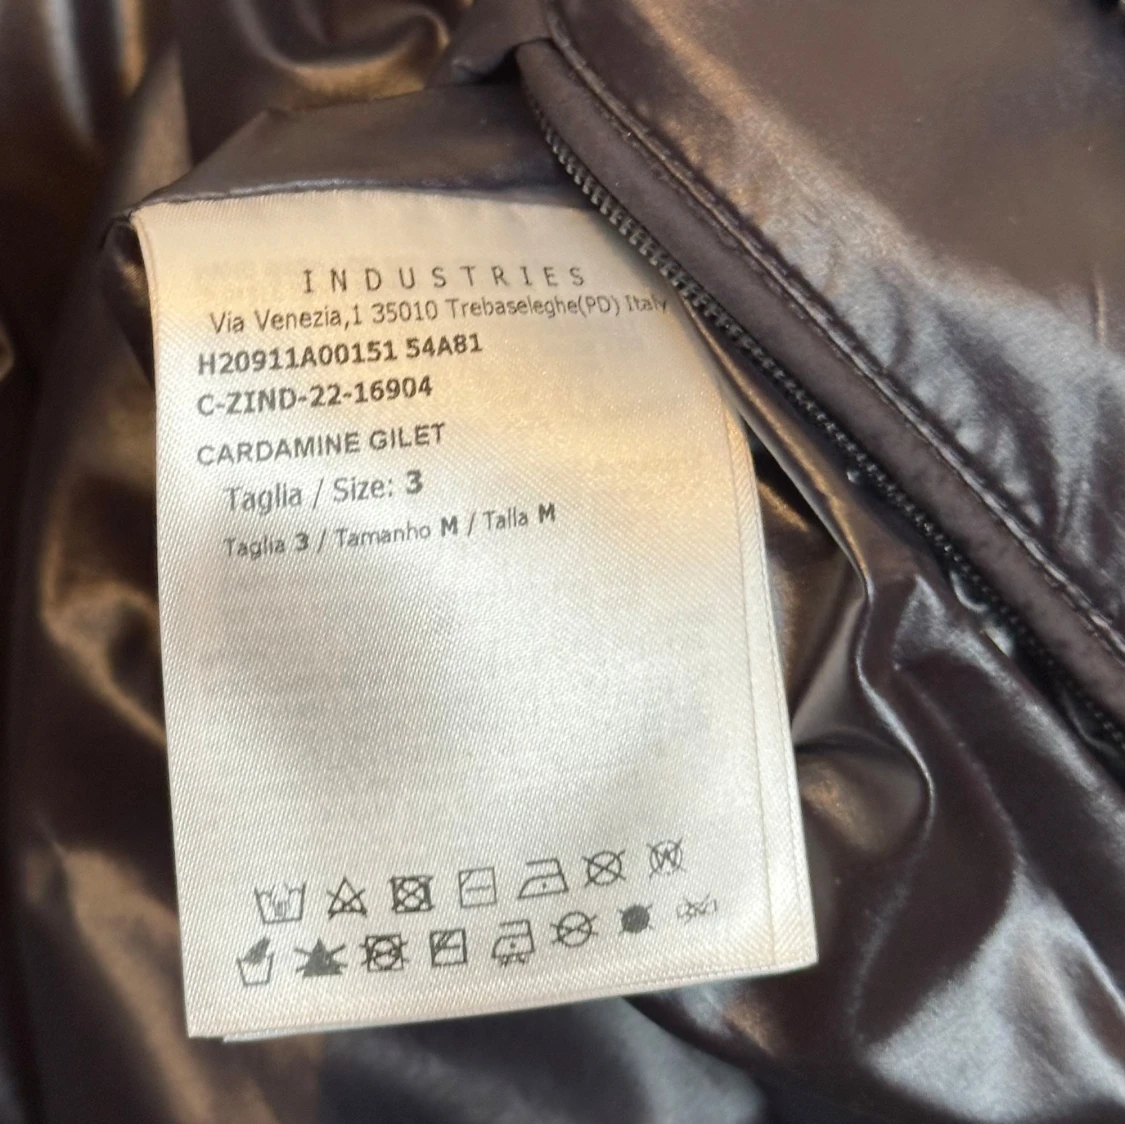 INDUSTRIES
Via Venezia,1 35010 Trebaseleghe(PD) Italy
H20911A00151 54A81
C-ZIND-22-16904
CARDAMINE GILET
Taglia / Size: 3
Taglia 3 / Tamanho M / Talla M